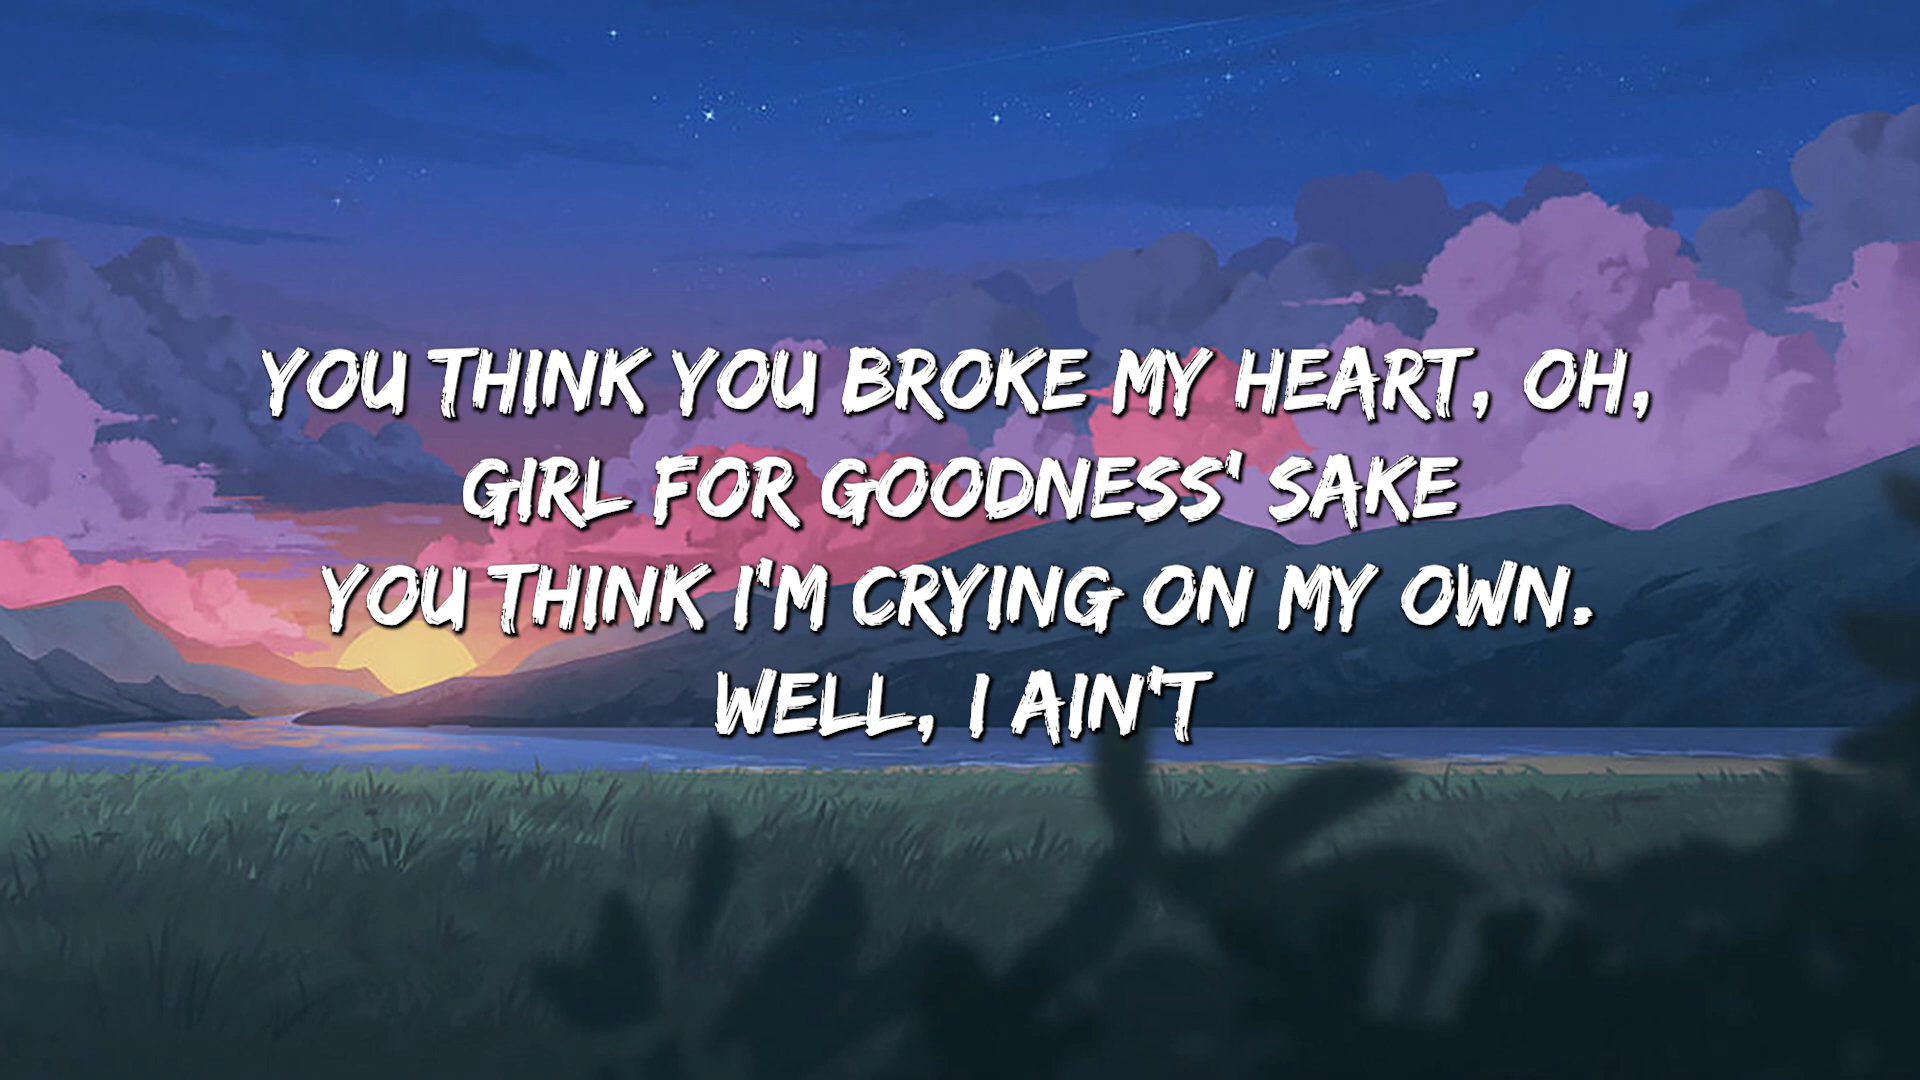 YOU THINK YOU BROKE MY HEART, OH,
GIRL FOR GOODNESS' SAKE
YOU THINK I'M CRYING ON MY OWN.
WELL, I AIN'T